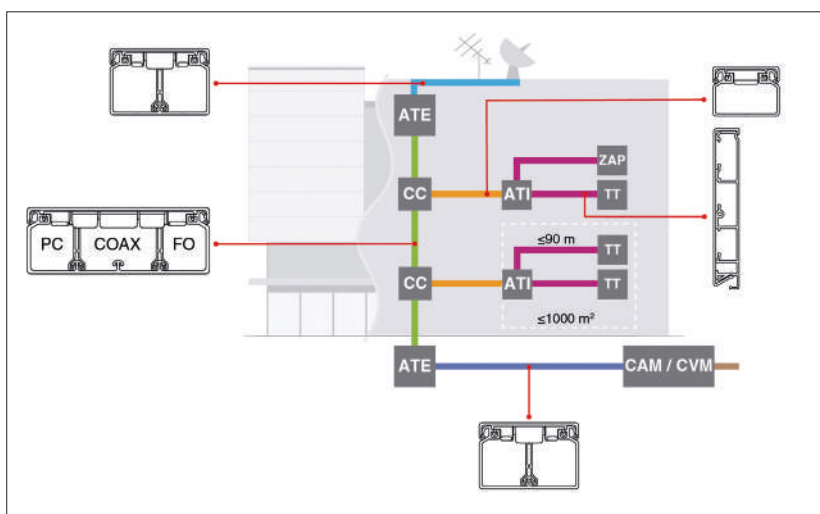 ATE
ZAP
CC
ATI
TT
PC COAX FO
≤90 m
TT
CC
ATI
TT
≤1000 m²
ATE
CAM / CVM